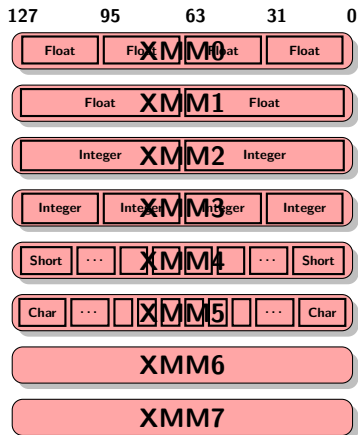 127 95 63 31 0
Float Float XMM0 Float Float
Float XMM1 Float
Integer XMM2 Integer
Integer Integer XMM3 Integer Integer
Short ··· XMM4 ··· Short
Char ··· XMM5 ··· Char
XMM6
XMM7